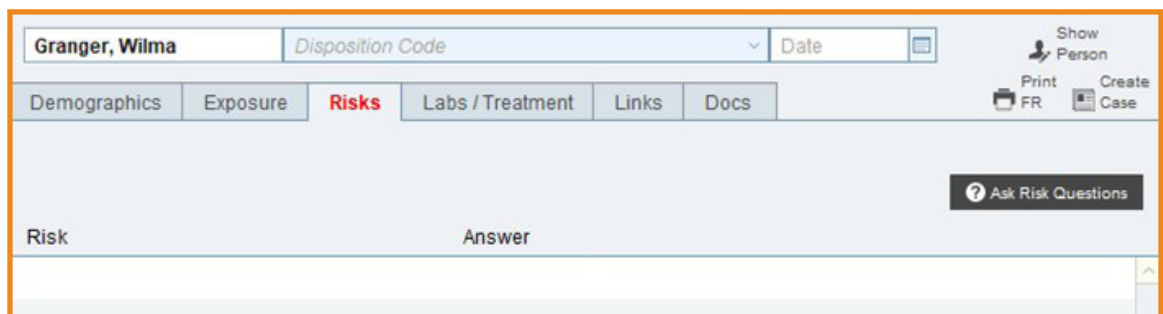 Granger, Wilma Disposition Code Date
Show
Person
Demographics Exposure Risks Labs / Treatment Links Docs
Print
FR
Create
Case
Ask Risk Questions
Risk Answer